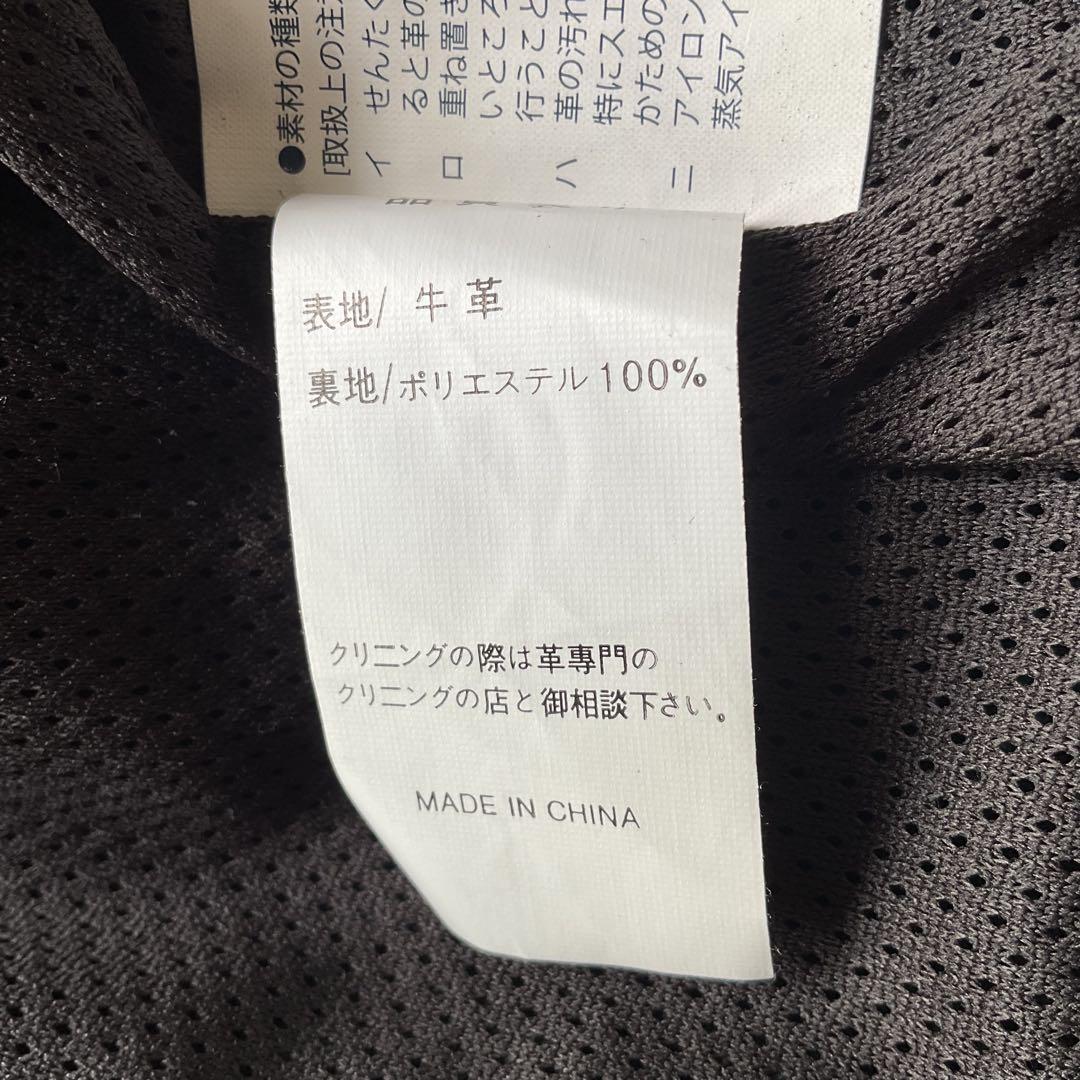 ●素材の種類
[取扱上の注
イ せんたく
ると革の
ロ 重ね置き
いところ
行うこと
ハ 革の汚れ
特にスエ
かための
ニ アイロン
蒸気アイ
表地/ 牛革
裏地/ポリエステル100%
クリニングの際は革専門の
クリニングの店と御相談下さい。
MADE IN CHINA